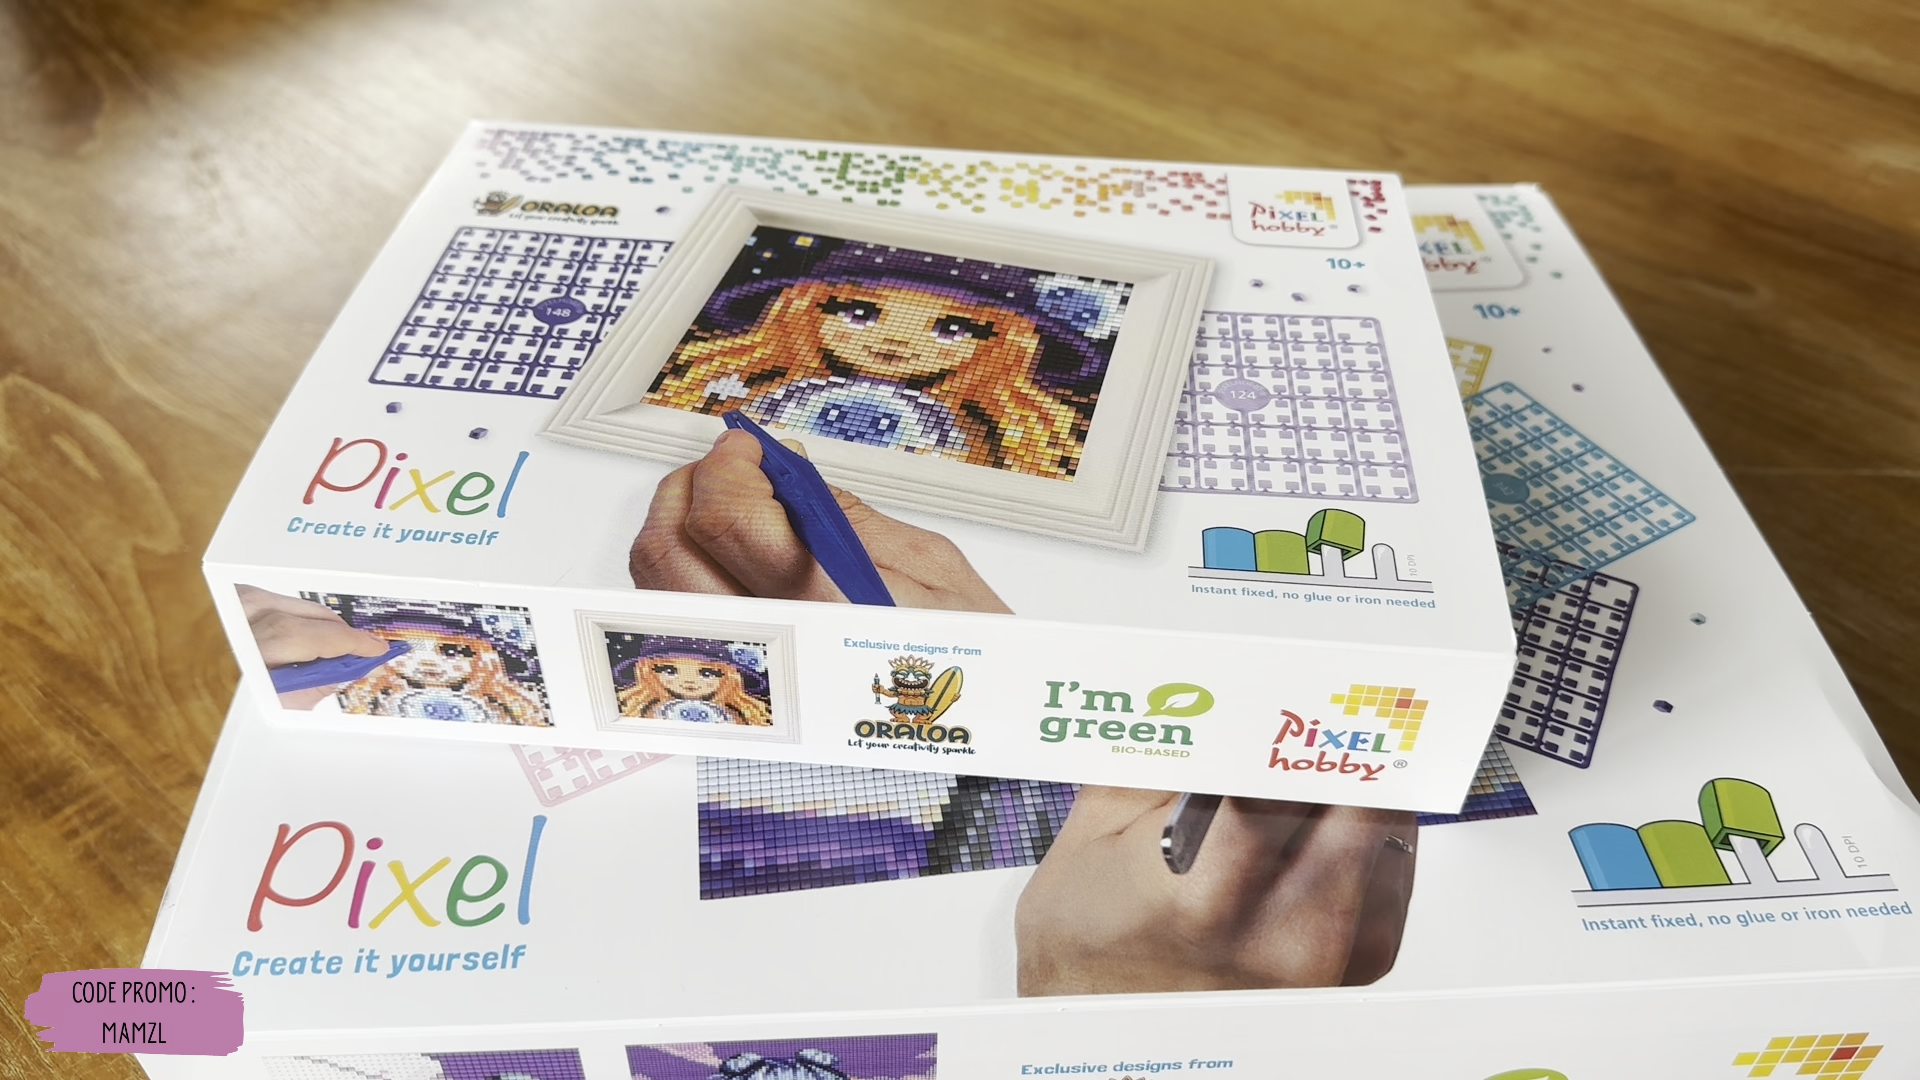 ORALOA
Let your creativity sparkle
PiXEL
hobby®
10+
148
124
Pixel
Create it yourself
10 DPI
Instant fixed, no glue or iron needed
Exclusive designs from
ORALOA
Let your creativity sparkle
I'm
green
BIO-BASED
PiXEL
hobby®
10+
Pixel
Create it yourself
10 DPI
Instant fixed, no glue or iron needed
Exclusive designs from
CODE PROMO :
MAMZL